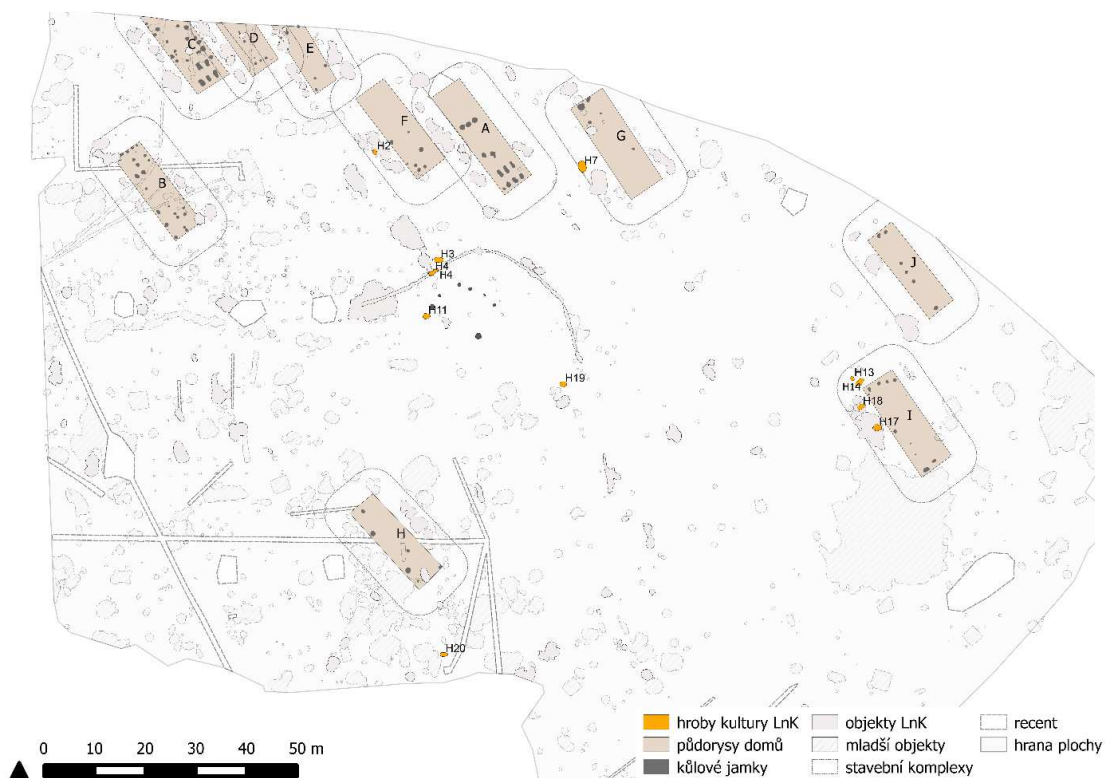 C
D
E
F
A
G
H2
H7
B
H3
H4
H4
J
H11
H19
H13
H14
H18
I
H17
H
H20
hroby kultury LnK
půdorysy domů
kůlové jamky
objekty LnK
mladší objekty
stavební komplexy
recent
hrana plochy
0 10 20 30 40 50 m